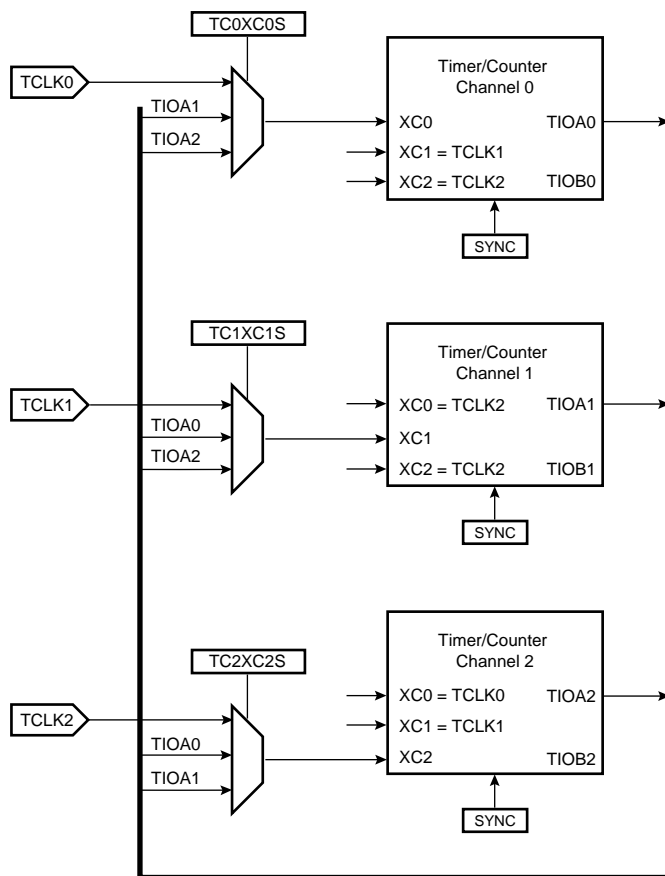 TC0XC0S
TCLK0
TIOA1
TIOA2
Timer/Counter
Channel 0
XC0
TIOA0
XC1 = TCLK1
XC2 = TCLK2
TIOB0
SYNC
TC1XC1S
TCLK1
TIOA0
TIOA2
Timer/Counter
Channel 1
XC0 = TCLK2
TIOA1
XC1
XC2 = TCLK2
TIOB1
SYNC
TC2XC2S
TCLK2
TIOA0
TIOA1
Timer/Counter
Channel 2
XC0 = TCLK0
TIOA2
XC1 = TCLK1
XC2
TIOB2
SYNC